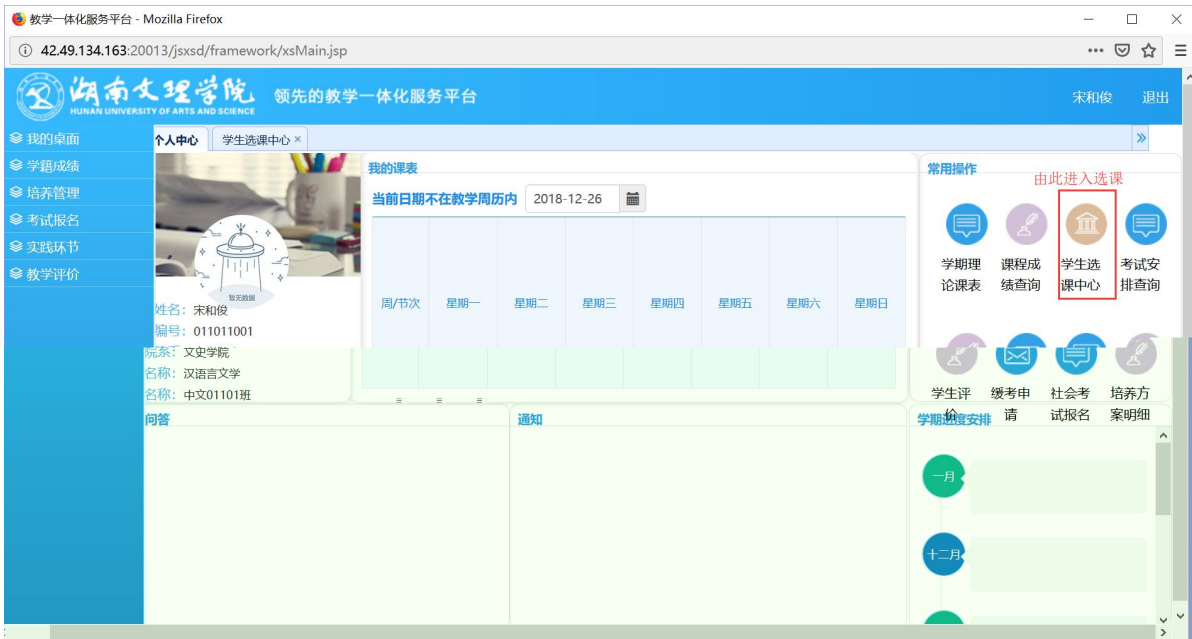 教学一体化服务平台 - Mozilla Firefox
42.49.134.163:20013/jsxsd/framework/xsMain.jsp
湖南文理学院
HUNAN UNIVERSITY OF ARTS AND SCIENCE
领先的教学一体化服务平台
宋和俊 退出
我的桌面
学籍成绩
培养管理
考试报名
实践环节
教学评价
个人中心 学生选课中心 ×
暂无数据
姓名：宋和俊
编号：011011001
院系：文史学院
名称：汉语言文学
名称：中文01101班
我的课表
当前日期不在教学周历内 2018-12-26
周/节次 星期一 星期二 星期三 星期四 星期五 星期六 星期日
常用操作
由此进入选课
学期理论课表
课程成绩查询
学生选课中心
考试安排查询
学生评价
缓考申请
社会考试报名
培养方案明细
问答
通知
学期进度安排
一月
十二月